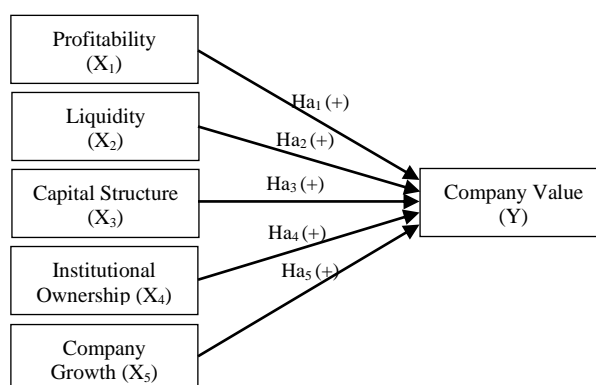 Profitability
(X₁)
Ha₁ (+)
Liquidity
(X₂)
Ha₂ (+)
Capital Structure
(X₃)
Ha₃ (+)
Company Value
(Y)
Institutional
Ownership (X₄)
Ha₄ (+)
Company
Growth (X₅)
Ha₅ (+)